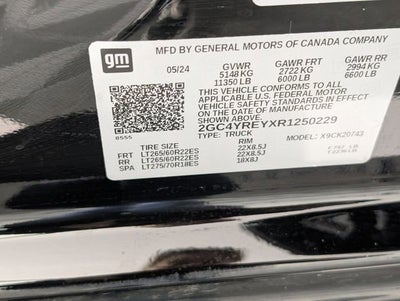 gm
MFD BY GENERAL MOTORS OF CANADA COMPANY
05/24 GVWR GAWR FRT GAWR RR
5148 KG 2722 KG 2994 KG
11350 LB 6000 LB 6600 LB
THIS VEHICLE CONFORMS TO ALL
APPLICABLE U.S. FEDERAL MOTOR
VEHICLE SAFETY STANDARDS IN
EFFECT ON THE DATE OF MANUFACTURE
SHOWN ABOVE.
2GC4YREYXR1250229
TYPE: TRUCK MODEL: X9CK20743
8555
TIRE SIZE RIM
FRT LT265/60R22ES 22X8.5J
RR LT265/60R22ES 22X8.5J
SPA LT275/70R18ES 18X8J